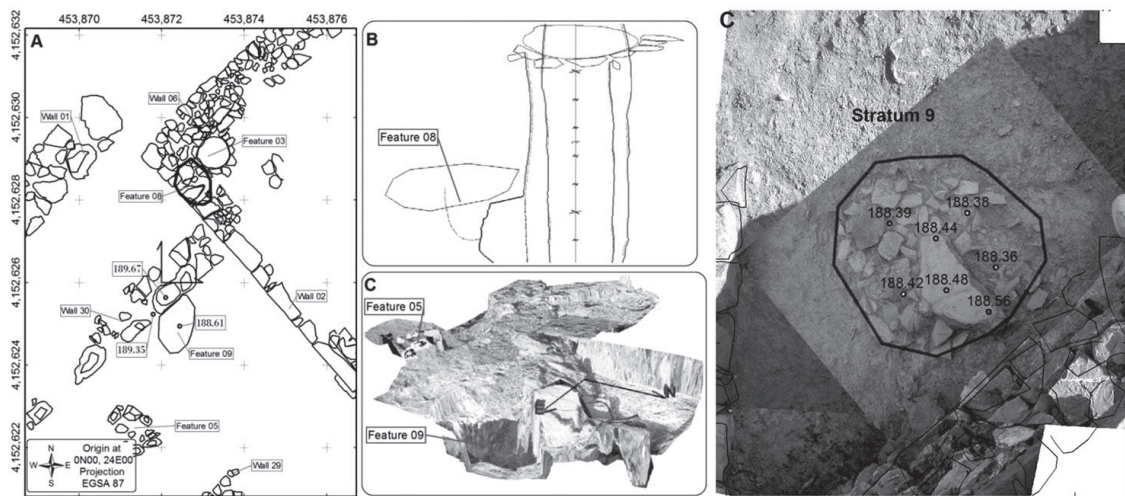 453,870 453,872 453,874 453,876
4,152,632
4,152,630
4,152,628
4,152,626
4,152,624
4,152,622
A
Wall 06
Wall 01
Feature 03
Feature 08
189.67
Wall 02
Wall 30
188.61
189.35
Feature 09
Feature 05
Wall 29
N
W E
S
Origin at
0N00, 24E00
Projection
EGSA 87
B
Feature 08
C
Feature 05
N
E
Feature 09
C
Stratum 9
188.38
188.39
188.44
188.36
188.42
188.48
188.56